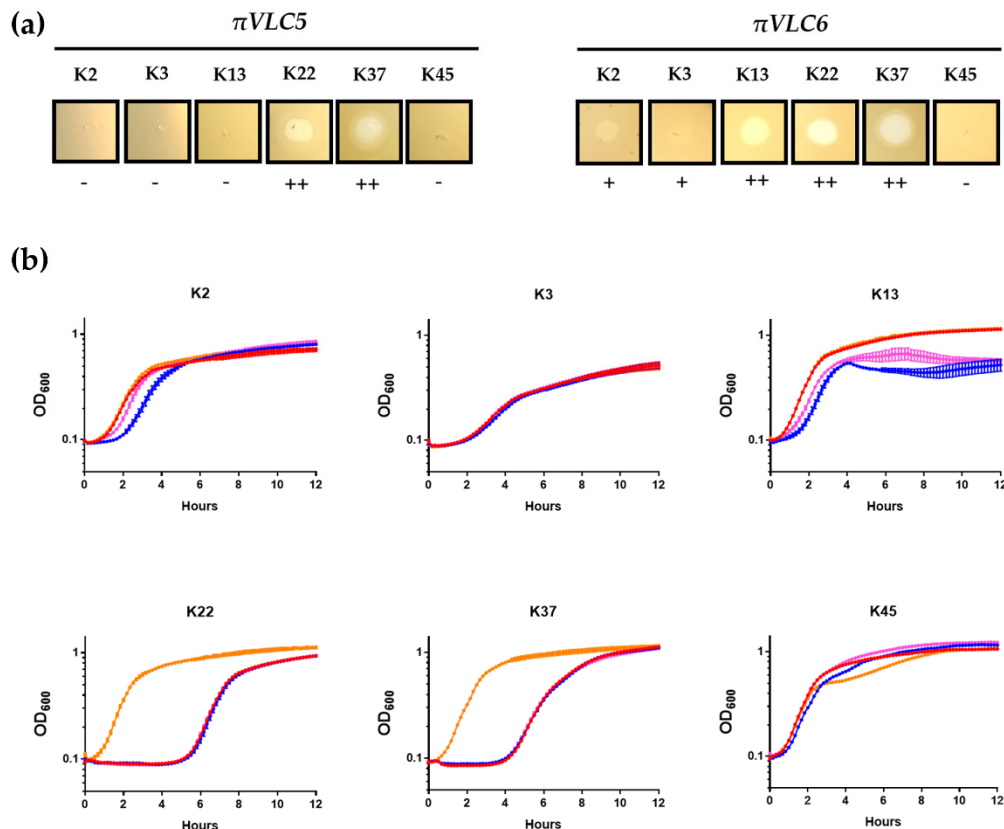 (a)
πVLC5 πVLC6
K2 K3 K13 K22 K37 K45 K2 K3 K13 K22 K37 K45
- - - ++ ++ - + + ++ ++ ++ -
(b)
K2 K3 K13
OD600 1 0.1 OD600 1 0.1 OD600 1 0.1
0 2 4 6 8 10 12 0 2 4 6 8 10 12 0 2 4 6 8 10 12
Hours Hours Hours
K22 K37 K45
OD600 1 0.1 OD600 1 0.1 OD600 1 0.1
0 2 4 6 8 10 12 0 2 4 6 8 10 12 0 2 4 6 8 10 12
Hours Hours Hours